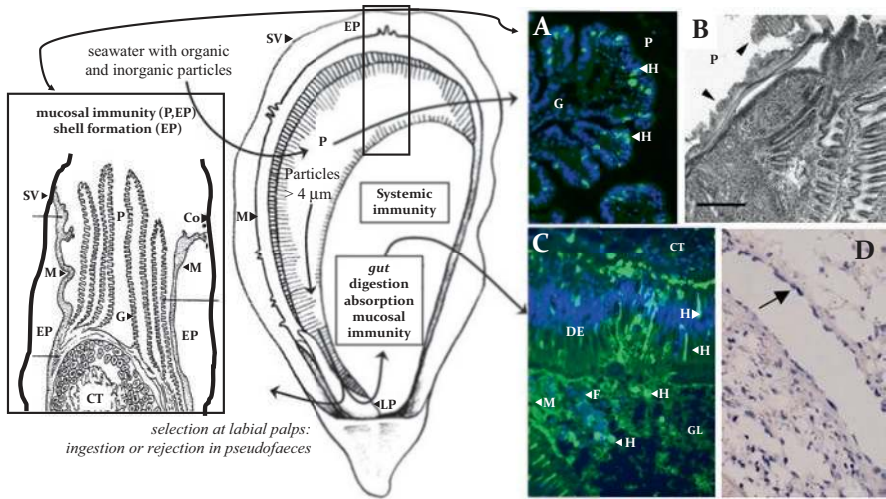 mucosal immunity (P,EP)
shell formation (EP)
SV
P
Co
M
M
EP
G
EP
CT
seawater with organic
and inorganic particles
SV
EP
P
Particles
> 4 µm
M
Systemic
immunity
gut
digestion
absorption
mucosal
immunity
LP
selection at labial palps:
ingestion or rejection in pseudofaeces
A
P
H
G
H
B
P
C
CT
H
DE
H
F
H
M
GL
H
D